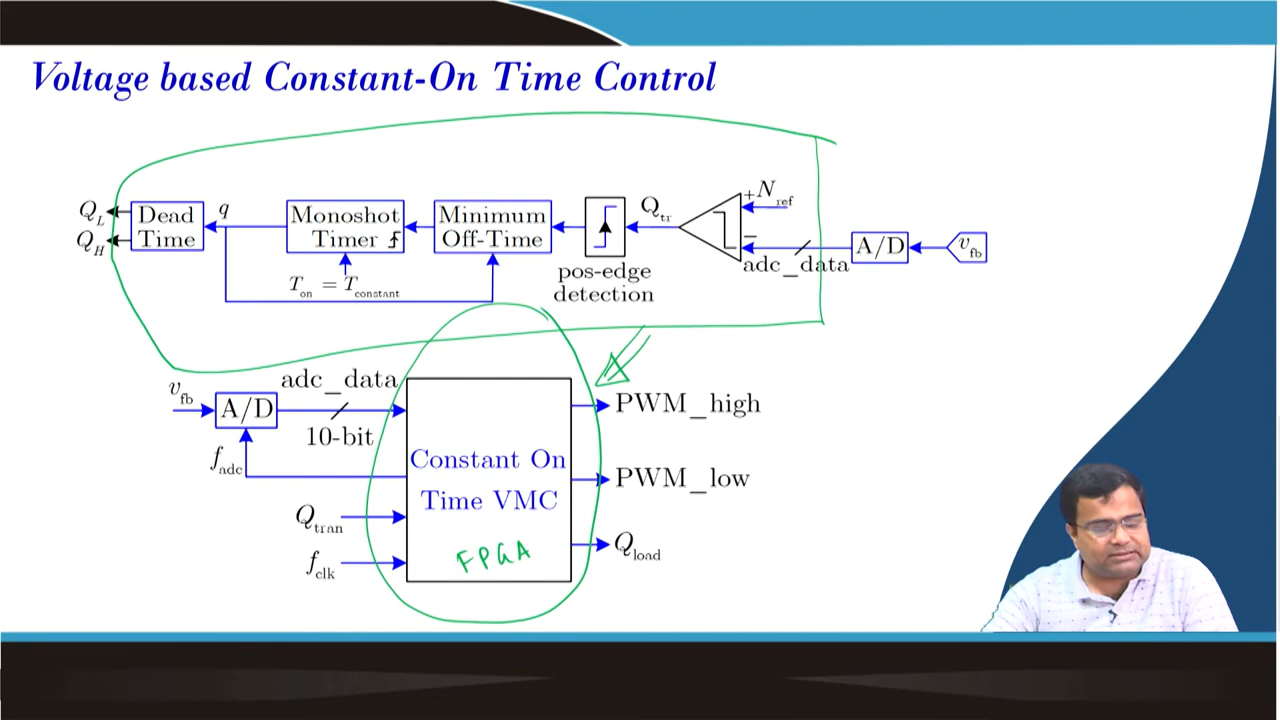 Voltage based Constant-On Time Control
Q_L
Q_H
Dead
Time
q
Monoshot
Timer
T_on = T_constant
Minimum
Off-Time
pos-edge
detection
Q_tr
+ N_ref
−
adc_data
A/D
v_fb
v_fb
A/D
adc_data
10-bit
f_adc
Q_tran
f_clk
Constant On
Time VMC
FPGA
PWM_high
PWM_low
Q_load